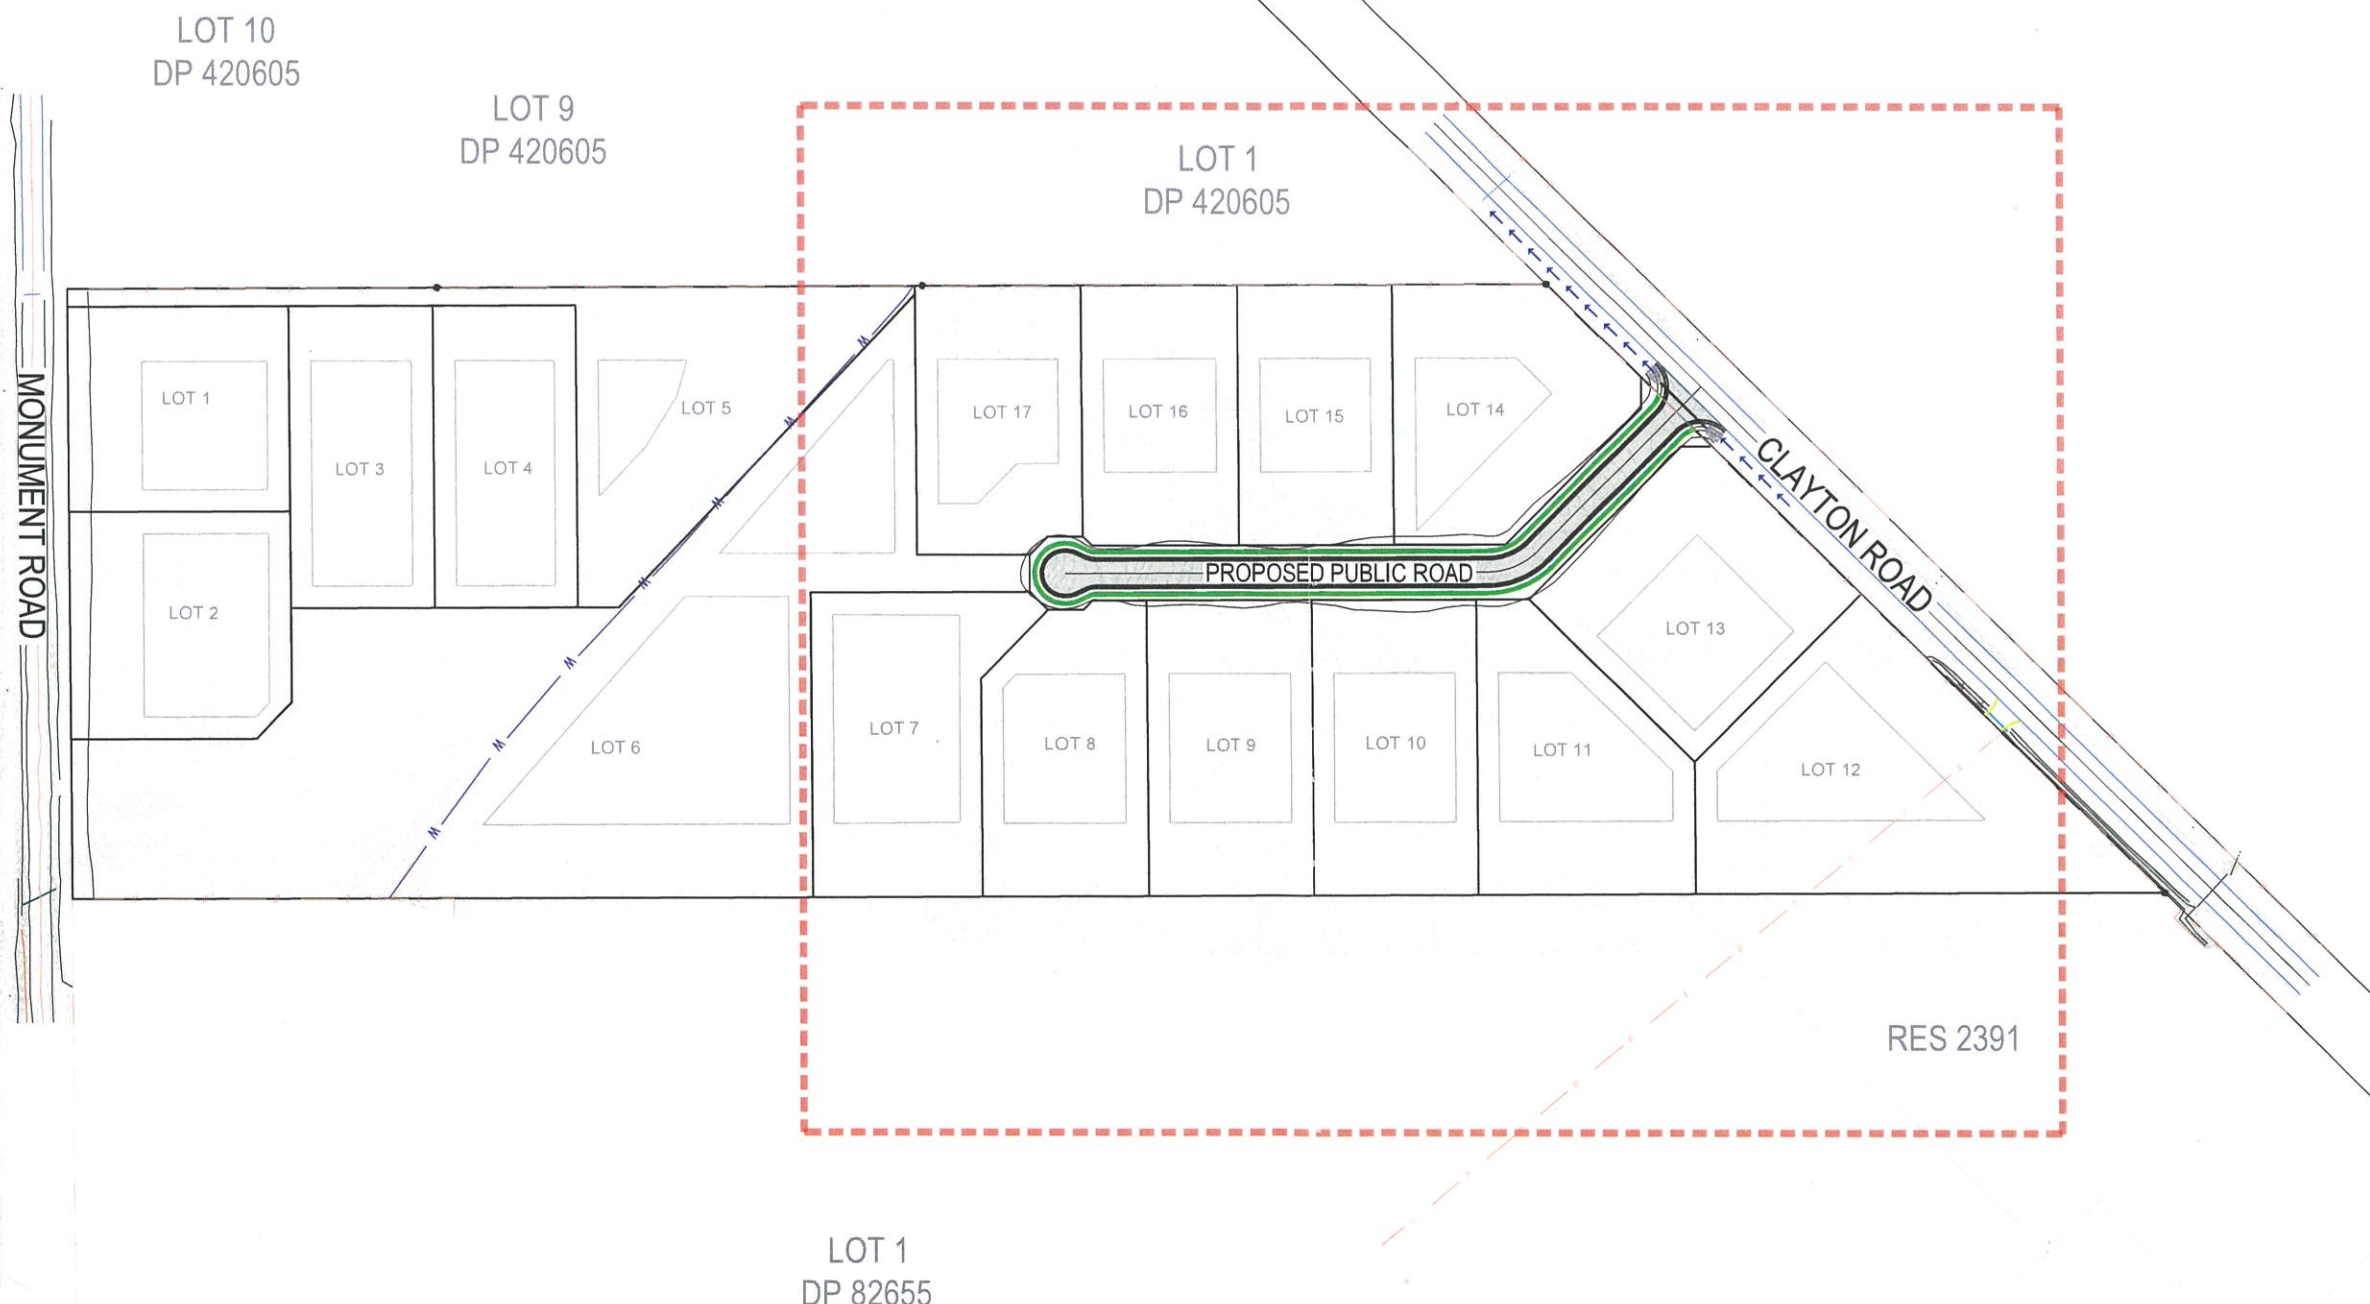 LOT 10
DP 420605
LOT 9
DP 420605
LOT 1
DP 420605
MONUMENT ROAD
CLAYTON ROAD
LOT 1
LOT 2
LOT 3
LOT 4
LOT 5
LOT 17
LOT 16
LOT 15
LOT 14
PROPOSED PUBLIC ROAD
LOT 6
LOT 7
LOT 8
LOT 9
LOT 10
LOT 11
LOT 13
LOT 12
W
W
W
W
W
W
W
RES 2391
LOT 1
DP 82655